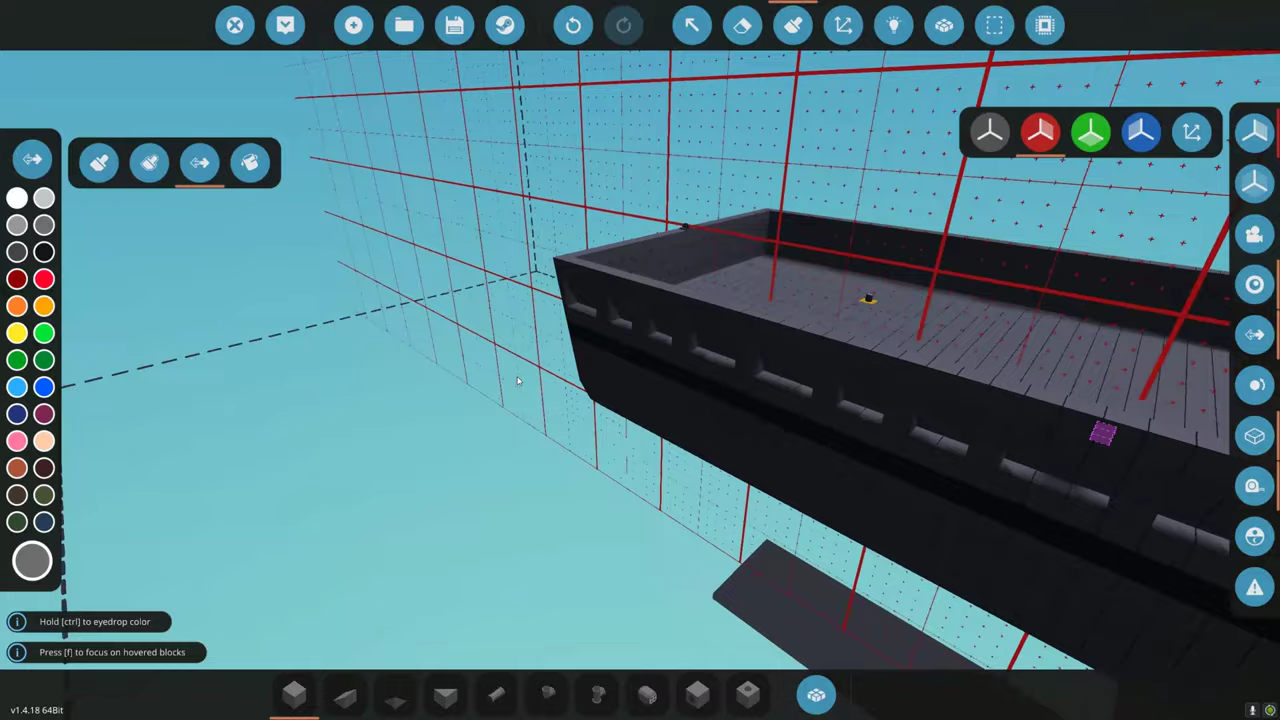 Hold [ctrl] to eyedrop color
Press [f] to focus on hovered blocks
v1.4.18 64Bit